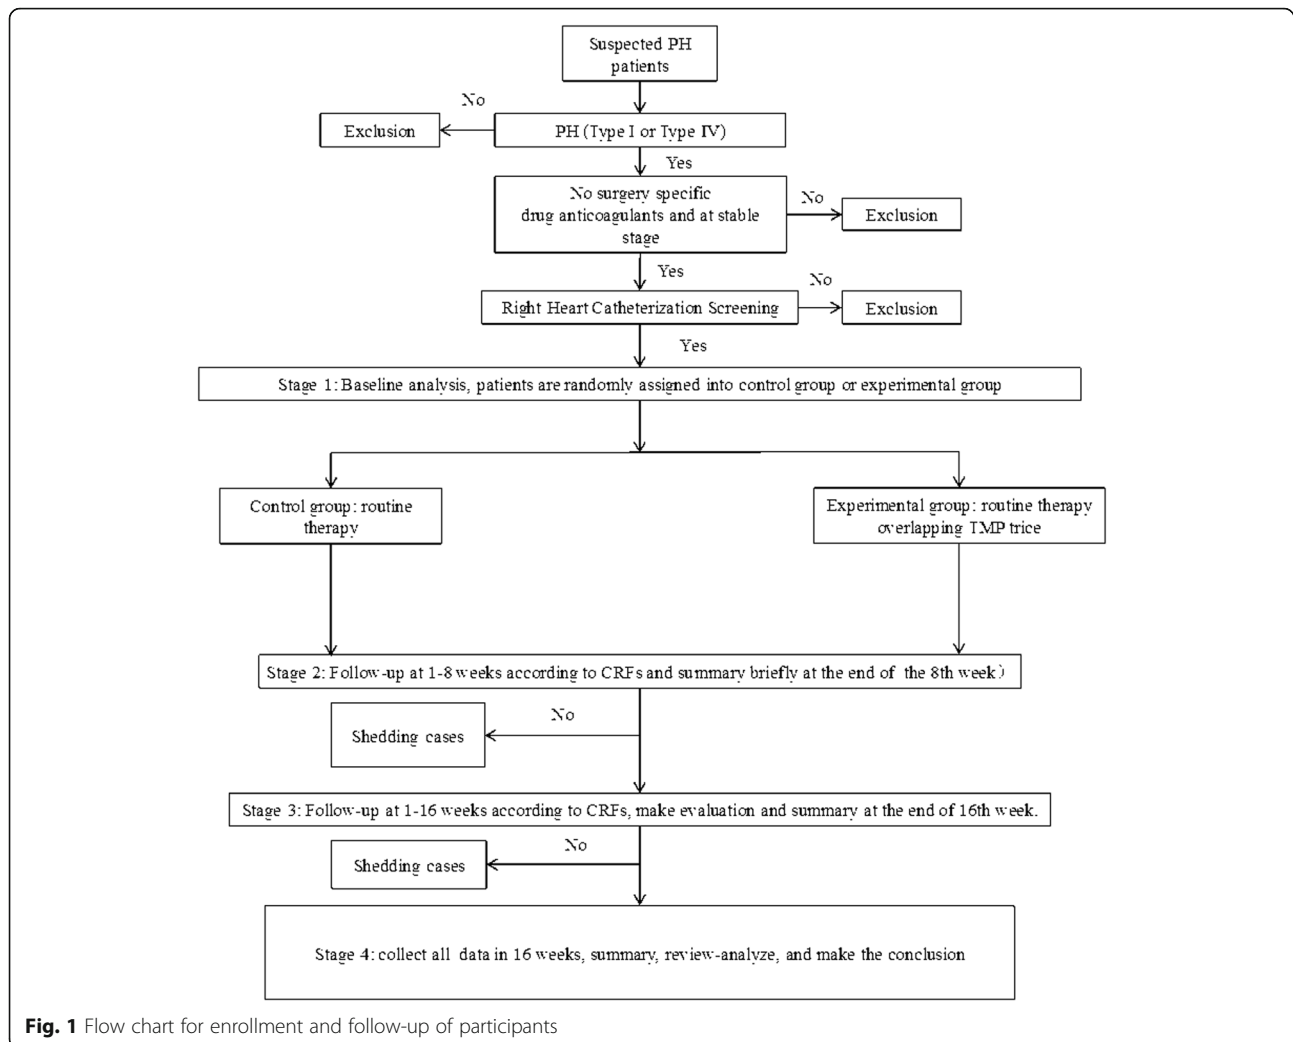 Suspected PH
patients
No
Exclusion
PH (Type I or Type IV)
Yes
No surgery specific
drug anticoagulants and at stable
stage
No
Exclusion
Yes
Right Heart Catheterization Screening
No
Exclusion
Yes
Stage 1: Baseline analysis, patients are randomly assigned into control group or experimental group
Control group: routine
therapy
Experimental group: routine therapy
overlapping TMP trice
Stage 2: Follow-up at 1-8 weeks according to CRFs and summary briefly at the end of the 8th week)
No
Shedding cases
Stage 3: Follow-up at 1-16 weeks according to CRFs, make evaluation and summary at the end of 16th week.
No
Shedding cases
Stage 4: collect all data in 16 weeks, summary, review-analyze, and make the conclusion
Fig. 1 Flow chart for enrollment and follow-up of participants